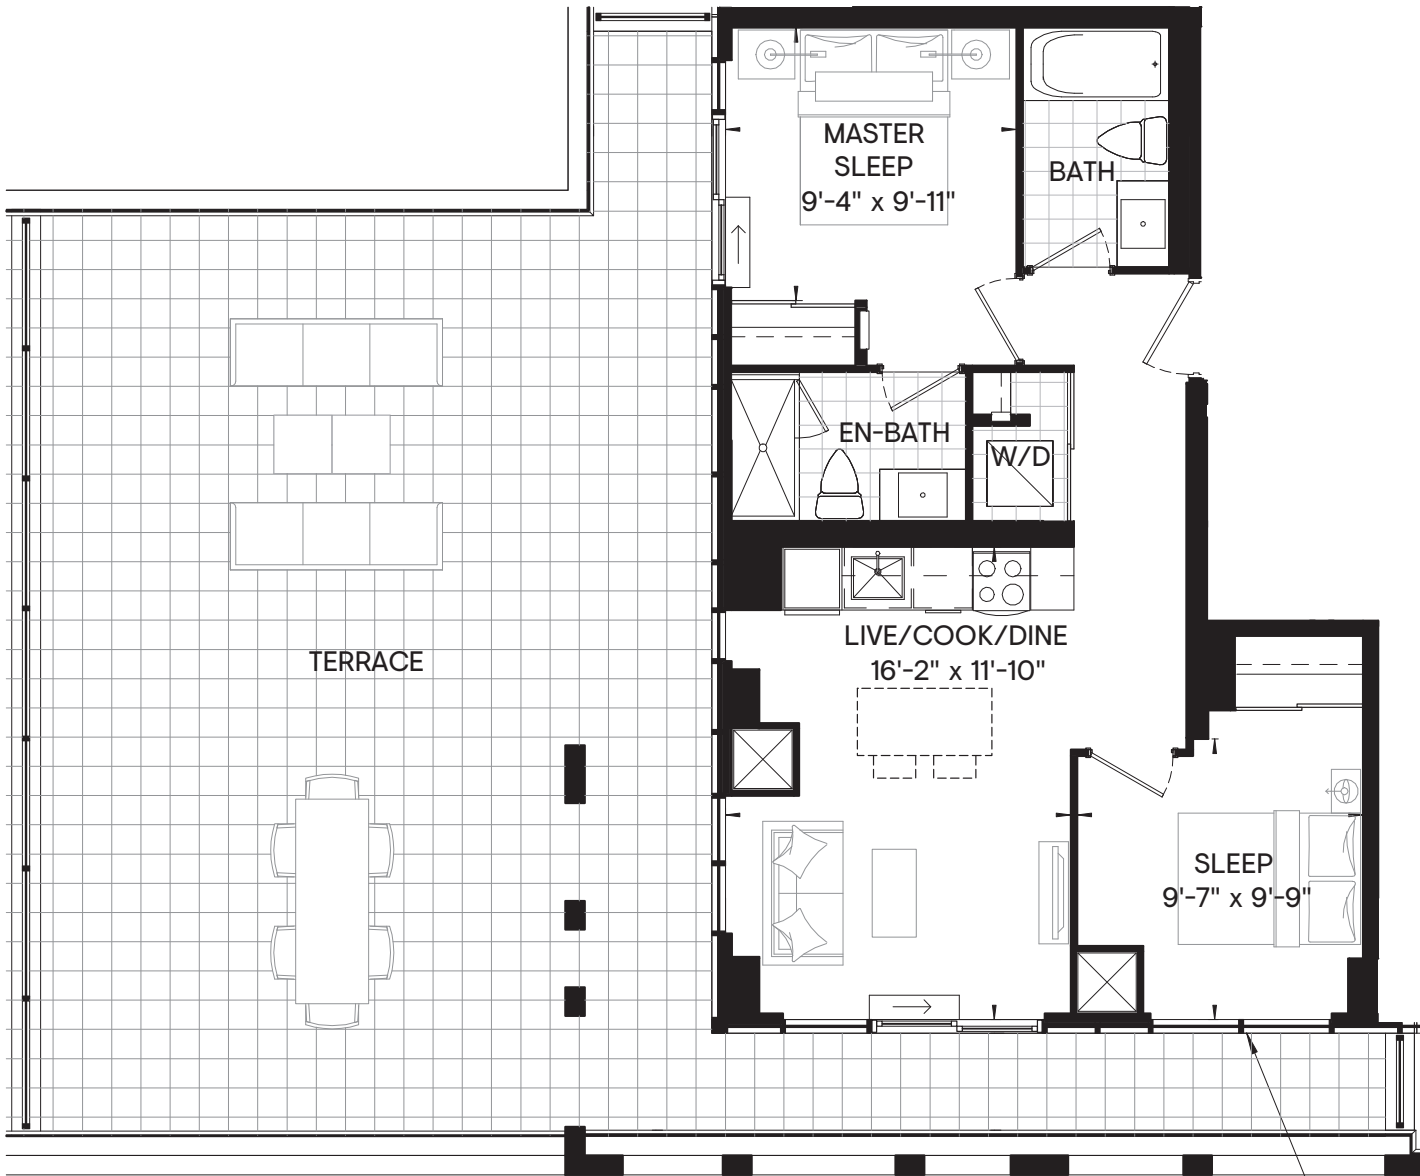 MASTER
SLEEP
9'-4" x 9'-11"
BATH
EN-BATH
W/D
LIVE/COOK/DINE
16'-2" x 11'-10"
TERRACE
SLEEP
9'-7" x 9'-9"